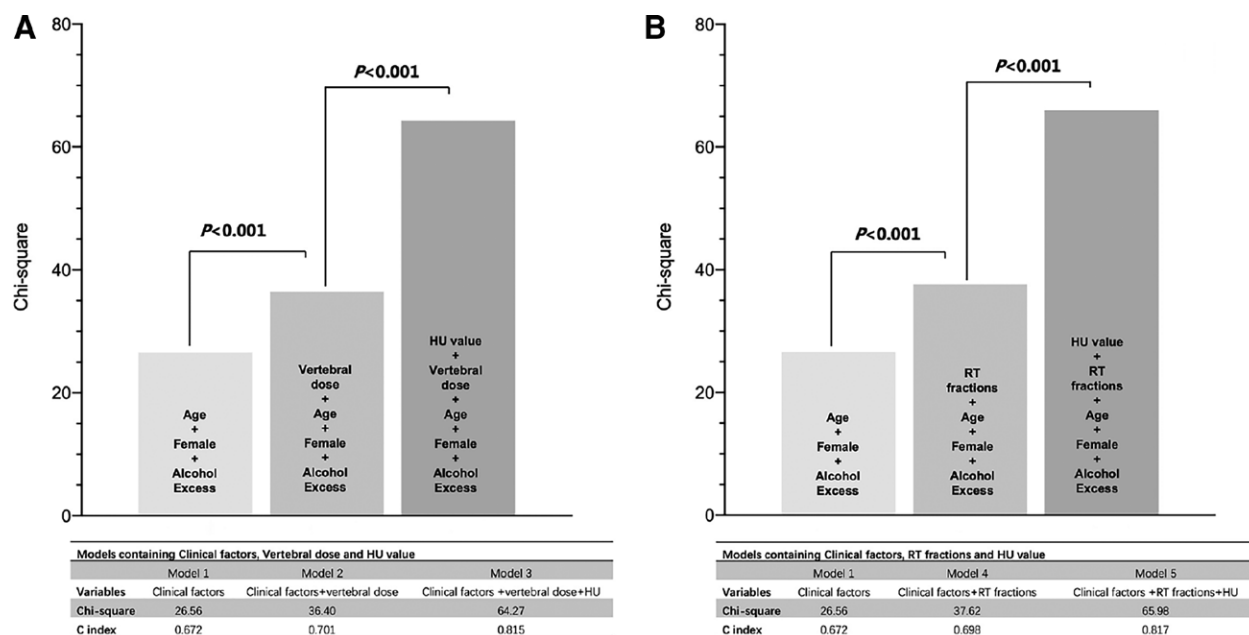 A
80
60
40
20
0
Chi-square
P<0.001
P<0.001
Age
+
Female
+
Alcohol
Excess
Vertebral
dose
+
Age
+
Female
+
Alcohol
Excess
HU value
+
Vertebral
dose
+
Age
+
Female
+
Alcohol
Excess
Models containing Clinical factors, Vertebral dose and HU value
Model 1 Model 2 Model 3
Variables Clinical factors Clinical factors+vertebral dose Clinical factors +vertebral dose+HU
Chi-square 26.56 36.40 64.27
C index 0.672 0.701 0.815
B
80
60
40
20
0
Chi-square
P<0.001
P<0.001
Age
+
Female
+
Alcohol
Excess
RT
fractions
+
Age
+
Female
+
Alcohol
Excess
HU value
+
RT
fractions
+
Age
+
Female
+
Alcohol
Excess
Models containing Clinical factors, RT fractions and HU value
Model 1 Model 4 Model 5
Variables Clinical factors Clinical factors+RT fractions Clinical factors +RT fractions+HU
Chi-square 26.56 37.62 65.98
C index 0.672 0.698 0.817